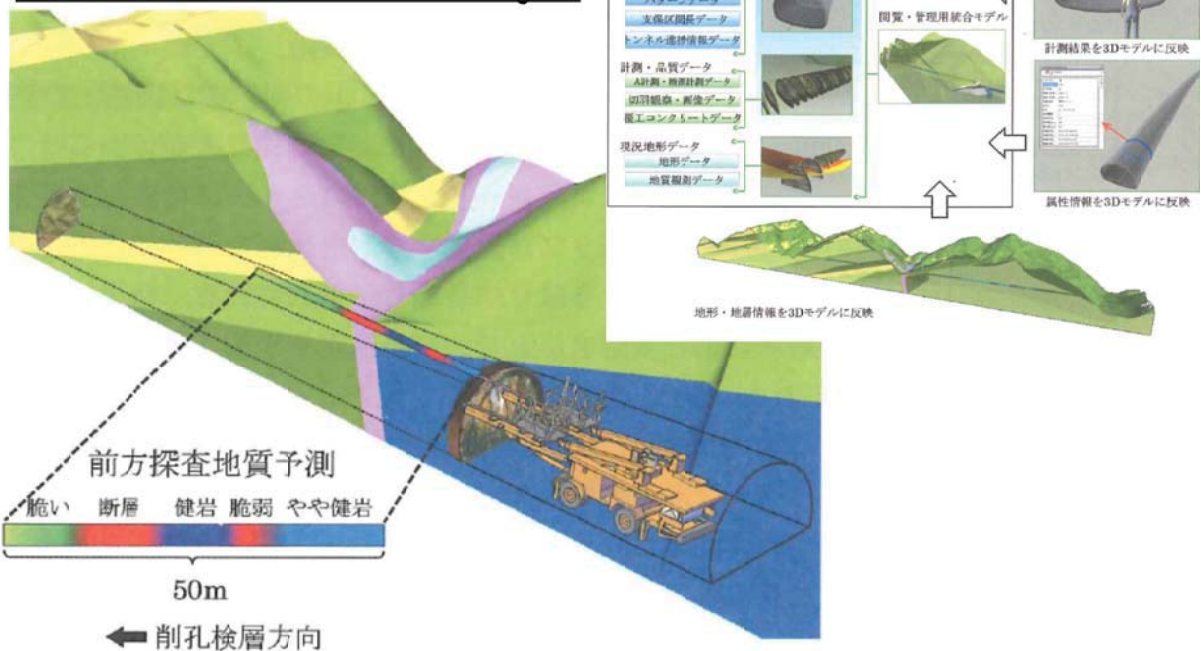 支保区間長データ
トンネル進捗情報データ
計測・品質データ
A計測・精密計測データ
切羽観察・画像データ
覆工コンクリートデータ
現況地形データ
地形データ
地質観測データ
閲覧・管理用統合モデル
計測結果を3Dモデルに反映
属性情報を3Dモデルに反映
地形・地層情報を3Dモデルに反映
前方探査地質予測
脆い 断層 健岩 脆弱 やや健岩
50m
削孔検層方向